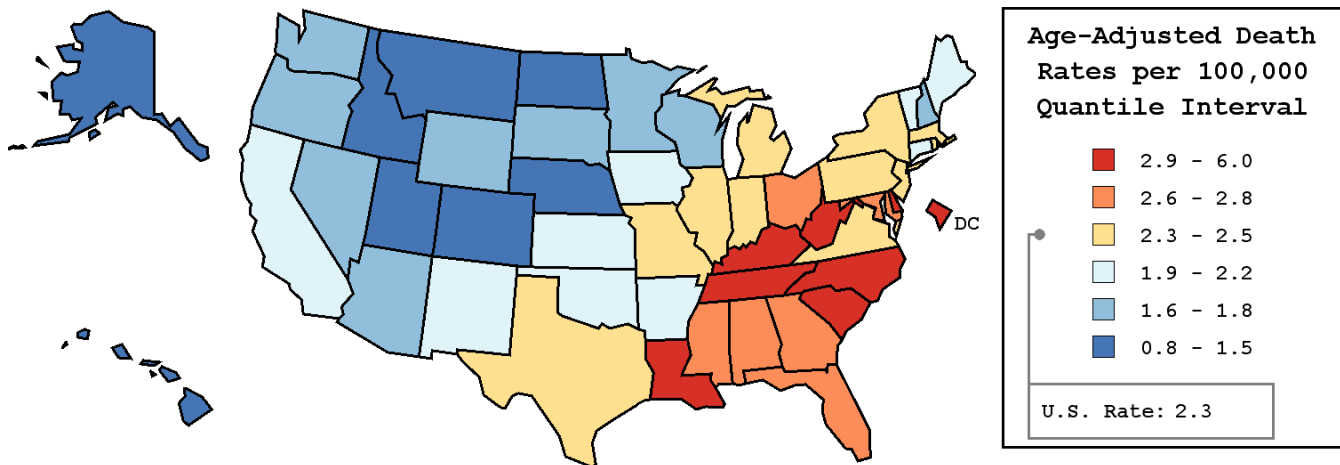 Age-Adjusted Death
Rates per 100,000
Quantile Interval
2.9 - 6.0
2.6 - 2.8
2.3 - 2.5
1.9 - 2.2
1.6 - 1.8
0.8 - 1.5
U.S. Rate: 2.3
DC